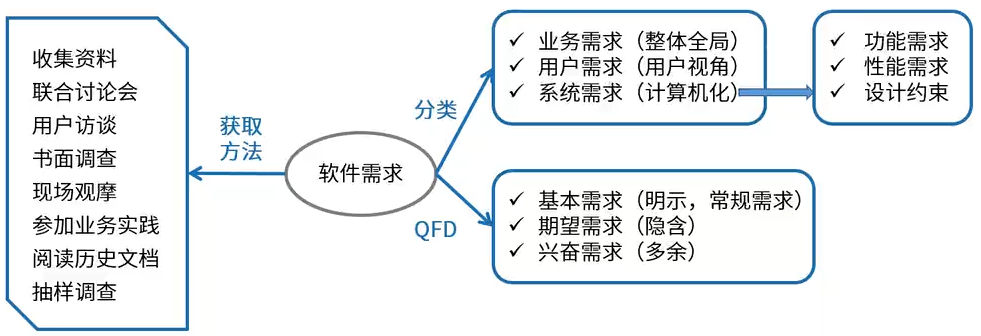 收集资料
联合讨论会
用户访谈
书面调查
现场观摩
参加业务实践
阅读历史文档
抽样调查
获取
方法
软件需求
分类
QFD
✓ 业务需求（整体全局）
✓ 用户需求（用户视角）
✓ 系统需求（计算机化）
✓ 功能需求
✓ 性能需求
✓ 设计约束
✓ 基本需求（明示，常规需求）
✓ 期望需求（隐含）
✓ 兴奋需求（多余）